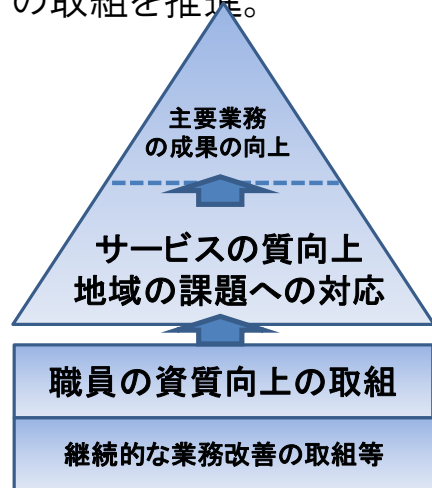 の取組を推進。
主要業務
の成果の向上
サービスの質向上
地域の課題への対応
職員の資質向上の取組
継続的な業務改善の取組等